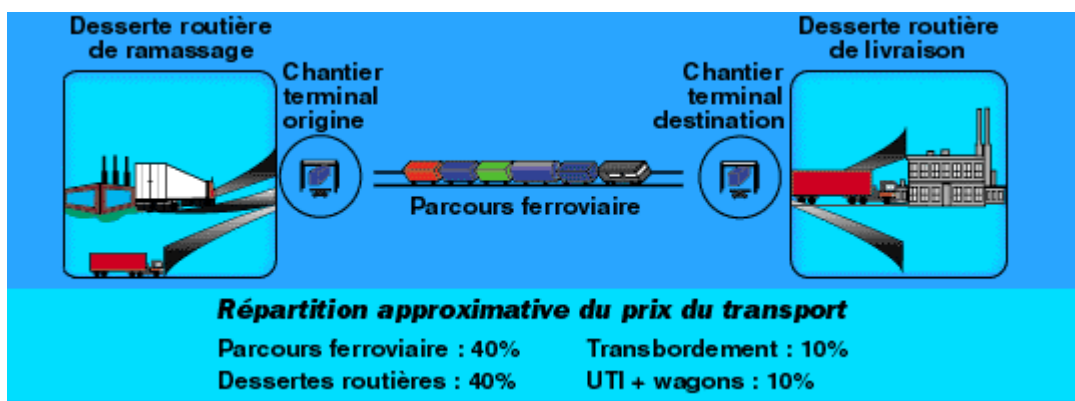 Desserte routière
de ramassage
Chantier
terminal
origine
Parcours ferroviaire
Chantier
terminal
destination
Desserte routière
de livraison
Répartition approximative du prix du transport
Parcours ferroviaire : 40%
Transbordement : 10%
Dessertes routières : 40%
UTI + wagons : 10%